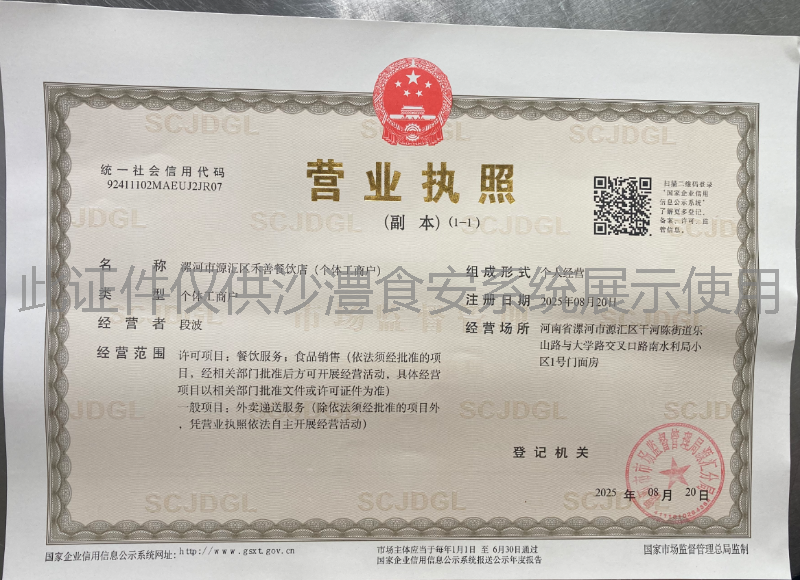 统一社会信用代码
92411102MAEUJ2JR07
营业执照
(副 本) (1-1)
扫描二维码登录
“国家企业信用
信息公示系统”
了解更多登记、
备案、许可、监
管信息。
名 称 漯河市源汇区禾善餐饮店（个体工商户）
类 型 个体工商户
经 营 者 段波
经 营 范 围 许可项目：餐饮服务；食品销售（依法须经批准的项
目，经相关部门批准后方可开展经营活动，具体经营
项目以相关部门批准文件或许可证件为准）
一般项目：外卖递送服务（除依法须经批准的项目外
，凭营业执照依法自主开展经营活动）
组 成 形 式 个人经营
注 册 日 期 2025年08月20日
经 营 场 所 河南省漯河市源汇区干河陈街道乐
山路与大学路交叉口路南水利局小
区1号门面房
此证件仅供沙澧食安系统展示使用
登 记 机 关
2025 年 08 月 20 日
国家企业信用信息公示系统网址: http://www.gsxt.gov.cn
市场主体应当于每年1月1日 至 6月30日通过
国家企业信用信息公示系统报送公示年度报告
国家市场监督管理总局监制